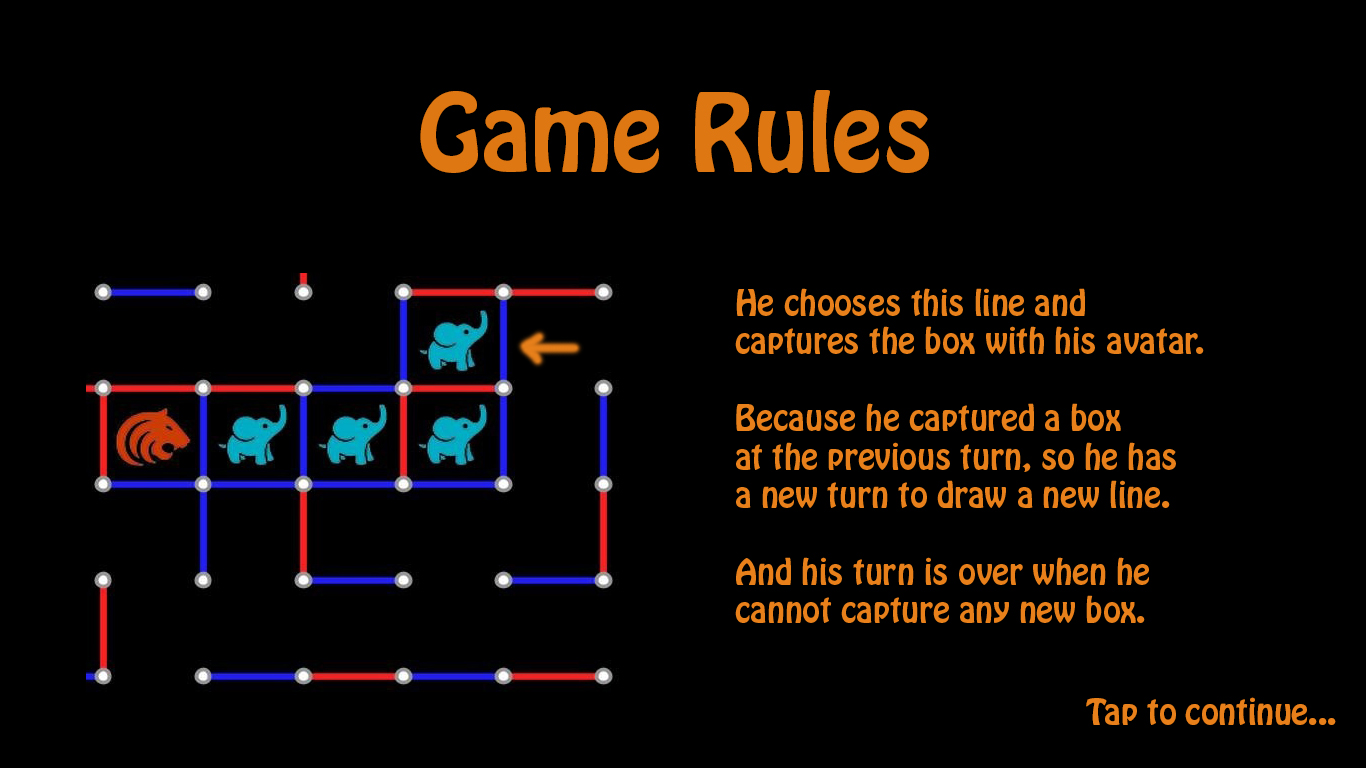 Game Rules
He chooses this line and
captures the box with his avatar.
Because he captured a box
at the previous turn, so he has
a new turn to draw a new line.
And his turn is over when he
cannot capture any new box.
Tap to continue...